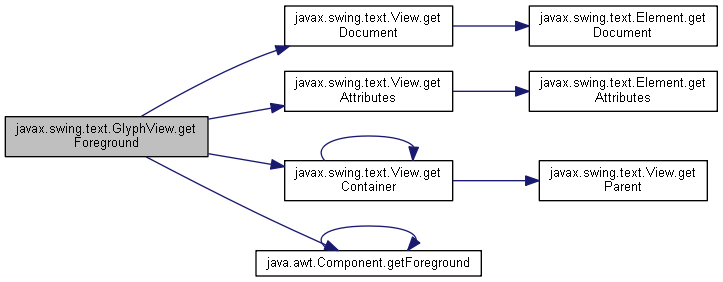 javax.swing.text.GlyphView.get
Foreground
javax.swing.text.View.get
Document
javax.swing.text.Element.get
Document
javax.swing.text.View.get
Attributes
javax.swing.text.Element.get
Attributes
javax.swing.text.View.get
Container
javax.swing.text.View.get
Parent
java.awt.Component.getForeground